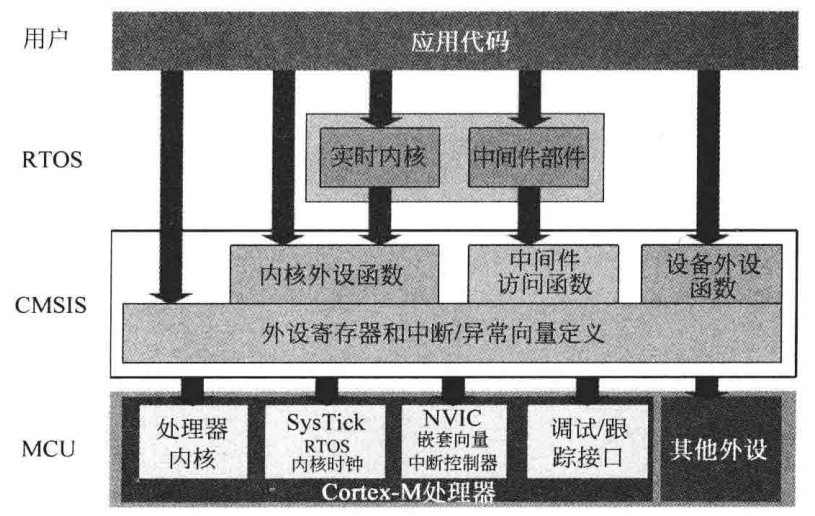 用户
应用代码
RTOS
实时内核
中间件部件
CMSIS
内核外设函数
中间件
访问函数
设备外设
函数
外设寄存器和中断/异常向量定义
MCU
处理器
内核
SysTick
RTOS
内核时钟
NVIC
嵌套向量
中断控制器
调试/跟
踪接口
其他外设
Cortex-M处理器